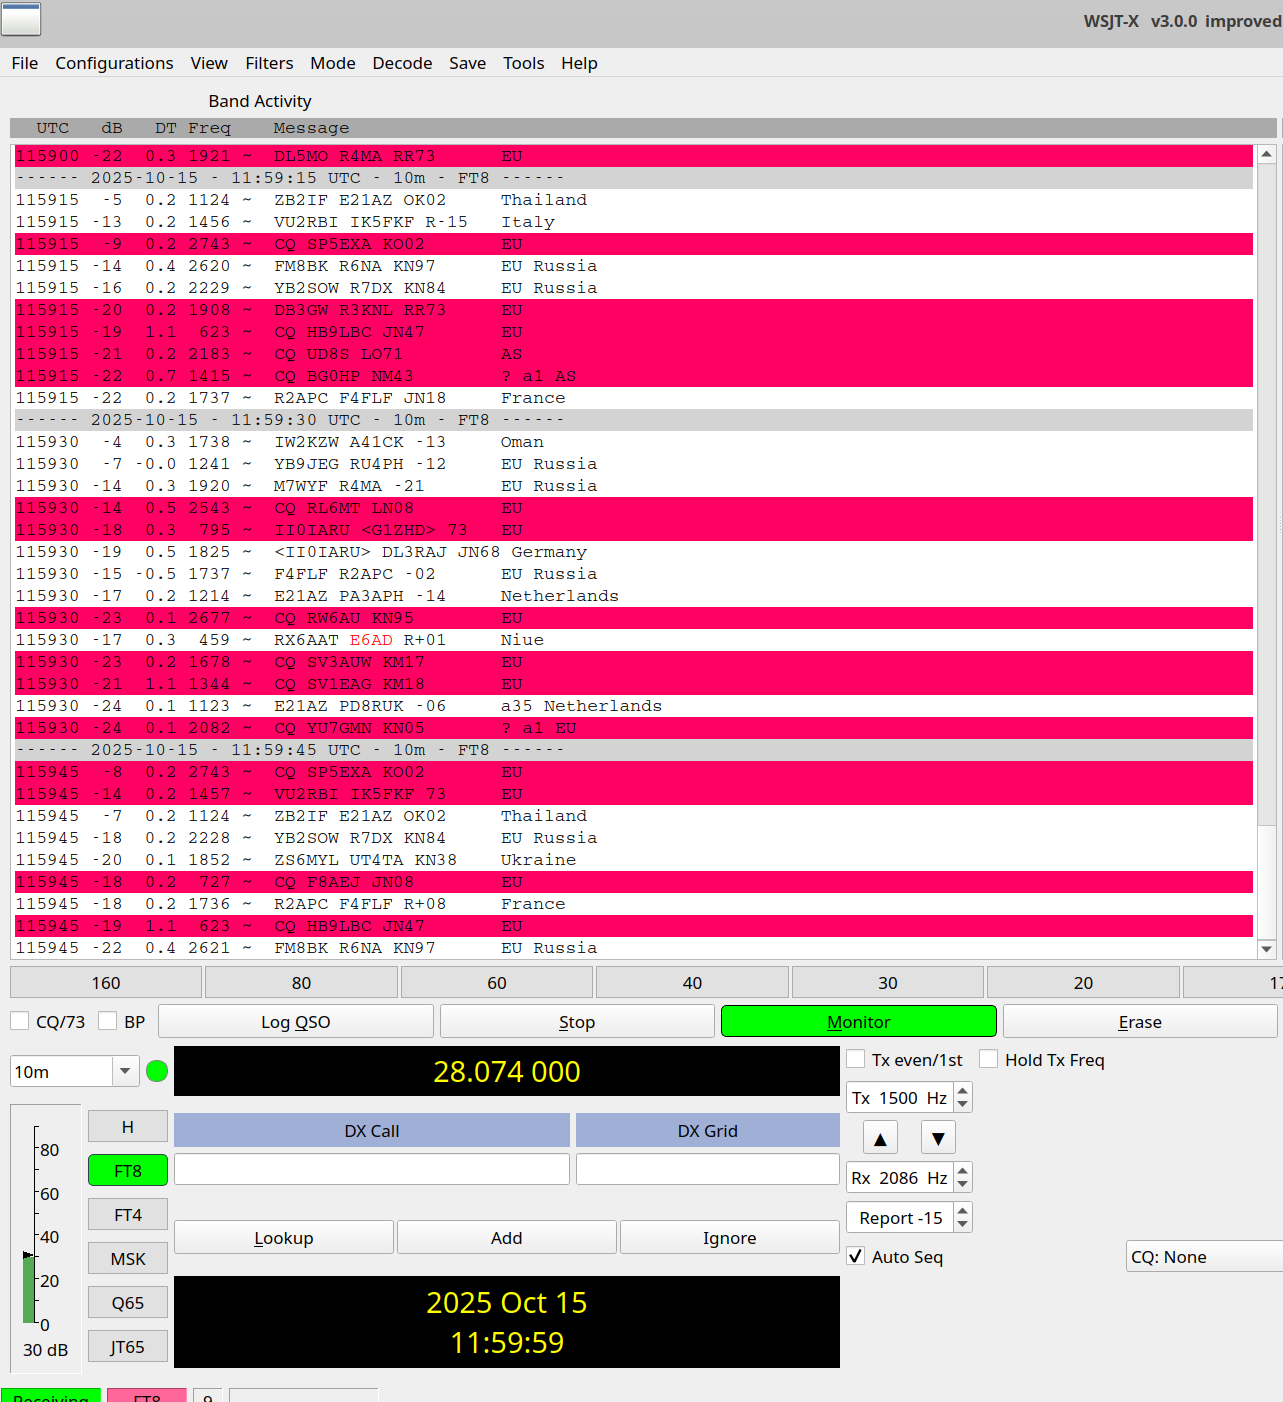 WSJT-X v3.0.0 improved
File Configurations View Filters Mode Decode Save Tools Help
Band Activity
UTC dB DT Freq Message
115900 -22 0.3 1921 ~ DL5MO R4MA RR73 EU
------ 2025-10-15 - 11:59:15 UTC - 10m - FT8 ------
115915 -5 0.2 1124 ~ ZB2IF E21AZ OK02 Thailand
115915 -13 0.2 1456 ~ VU2RBI IK5FKF R-15 Italy
115915 -9 0.2 2743 ~ CQ SP5EXA KO02 EU
115915 -14 0.4 2620 ~ FM8BK R6NA KN97 EU Russia
115915 -16 0.2 2229 ~ YB2SOW R7DX KN84 EU Russia
115915 -20 0.2 1908 ~ DB3GW R3KNL RR73 EU
115915 -19 1.1 623 ~ CQ HB9LBC JN47 EU
115915 -21 0.2 2183 ~ CQ UD8S LO71 AS
115915 -22 0.7 1415 ~ CQ BG0HP NM43 ? a1 AS
115915 -22 0.2 1737 ~ R2APC F4FLF JN18 France
------ 2025-10-15 - 11:59:30 UTC - 10m - FT8 ------
115930 -4 0.3 1738 ~ IW2KZW A41CK -13 Oman
115930 -7 -0.0 1241 ~ YB9JEG RU4PH -12 EU Russia
115930 -14 0.3 1920 ~ M7WYF R4MA -21 EU Russia
115930 -14 0.5 2543 ~ CQ RL6MT LN08 EU
115930 -18 0.3 795 ~ II0IARU <G1ZHD> 73 EU
115930 -19 0.5 1825 ~ <II0IARU> DL3RAJ JN68 Germany
115930 -15 -0.5 1737 ~ F4FLF R2APC -02 EU Russia
115930 -17 0.2 1214 ~ E21AZ PA3APH -14 Netherlands
115930 -23 0.1 2677 ~ CQ RW6AU KN95 EU
115930 -17 0.3 459 ~ RX6AAT E6AD R+01 Niue
115930 -23 0.2 1678 ~ CQ SV3AUW KM17 EU
115930 -21 1.1 1344 ~ CQ SV1EAG KM18 EU
115930 -24 0.1 1123 ~ E21AZ PD8RUK -06 a35 Netherlands
115930 -24 0.1 2082 ~ CQ YU7GMN KN05 ? a1 EU
------ 2025-10-15 - 11:59:45 UTC - 10m - FT8 ------
115945 -8 0.2 2743 ~ CQ SP5EXA KO02 EU
115945 -14 0.2 1457 ~ VU2RBI IK5FKF 73 EU
115945 -7 0.2 1124 ~ ZB2IF E21AZ OK02 Thailand
115945 -18 0.2 2228 ~ YB2SOW R7DX KN84 EU Russia
115945 -20 0.1 1852 ~ ZS6MYL UT4TA KN38 Ukraine
115945 -18 0.2 727 ~ CQ F8AEJ JN08 EU
115945 -18 0.2 1736 ~ R2APC F4FLF R+08 France
115945 -19 1.1 623 ~ CQ HB9LBC JN47 EU
115945 -22 0.4 2621 ~ FM8BK R6NA KN97 EU Russia
160 80 60 40 30 20
CQ/73 BP Log QSO Stop Monitor Erase
10m 28.074 000 Tx even/1st Hold Tx Freq
Tx 1500 Hz
H DX Call DX Grid
80
FT8 Rx 2086 Hz
60
FT4 Report -15
40
Lookup Add Ignore
MSK Auto Seq CQ: None
20
Q65 2025 Oct 15
0
JT65 11:59:59
30 dB
Receiving FT8 9